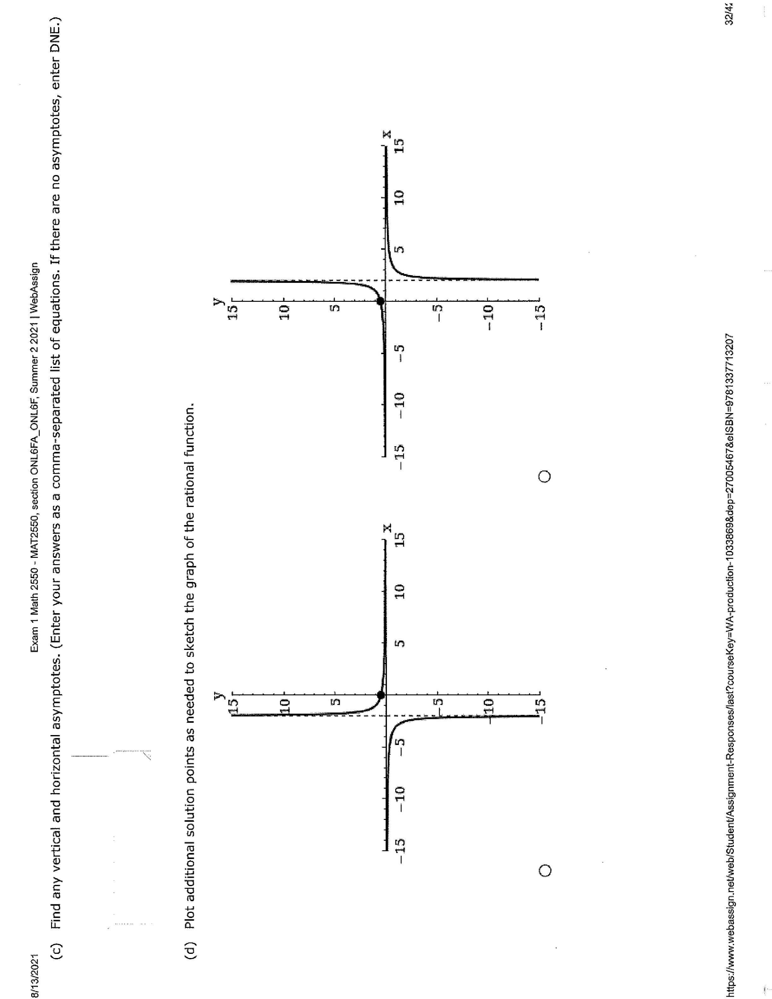 8/13/2021
Exam 1 Math 2550 - MAT2550, section ONL6FA_ONL6F, Summer 2 2021 | WebAssign
(c) Find any vertical and horizontal asymptotes. (Enter your answers as a comma-separated list of equations. If there are no asymptotes, enter DNE.)
(d) Plot additional solution points as needed to sketch the graph of the rational function.
y
15
10
5
-5
-10
-15
-15 -10 -5 5 10 15
x
y
15
10
5
-5
-10
-15
-15 -10 -5 5 10 15
x
https://www.webassign.net/web/Student/Assignment-Responses/last?courseKey=WA-production-1033869&dep=27005467&eISBN=9781337713207
32/42